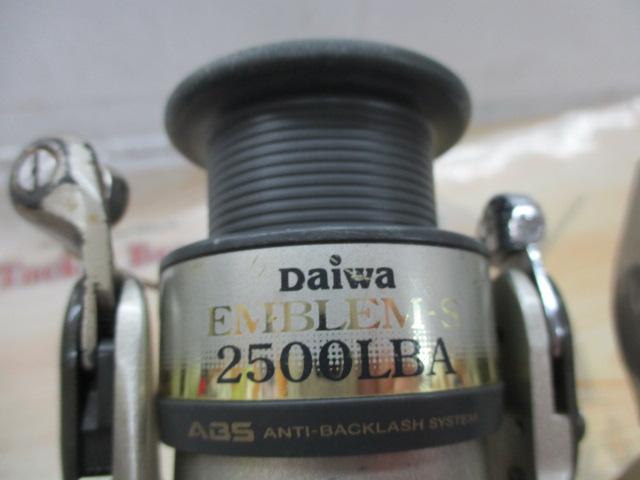 Daiwa
EMBLEM-S
2500LBA
ABS ANTI-BACKLASH SYSTEM